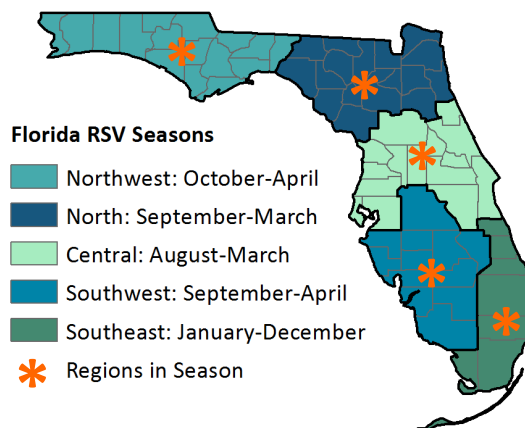 Florida RSV Seasons
Northwest: October-April
North: September-March
Central: August-March
Southwest: September-April
Southeast: January-December
Regions in Season